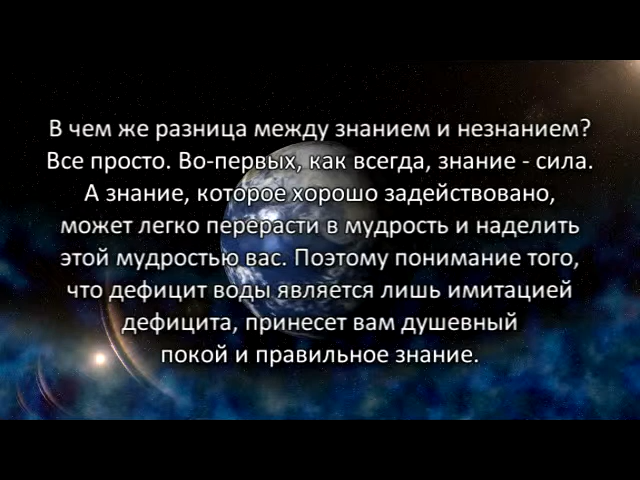 В чем же разница между знанием и незнанием?
Все просто. Во-первых, как всегда, знание - сила.
А знание, которое хорошо задействовано,
может легко перерасти в мудрость и наделить
этой мудростью вас. Поэтому понимание того,
что дефицит воды является лишь имитацией
дефицита, принесет вам душевный
покой и правильное знание.